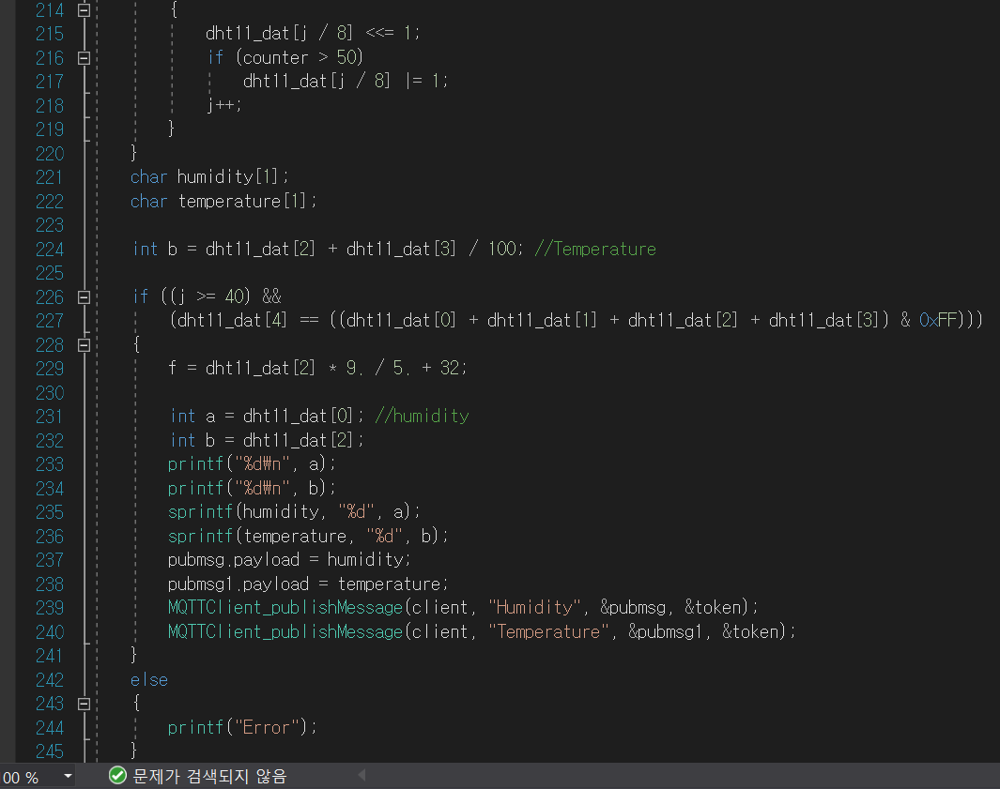 214 {
215 dht11_dat[j / 8] <<= 1;
216 if (counter > 50)
217 dht11_dat[j / 8] |= 1;
218 j++;
219 }
220 }
221 char humidity[1];
222 char temperature[1];
223
224 int b = dht11_dat[2] + dht11_dat[3] / 100; //Temperature
225
226 if ((j >= 40) &&
227 (dht11_dat[4] == ((dht11_dat[0] + dht11_dat[1] + dht11_dat[2] + dht11_dat[3]) & 0xFF)))
228 {
229 f = dht11_dat[2] * 9. / 5. + 32;
230
231 int a = dht11_dat[0]; //humidity
232 int b = dht11_dat[2];
233 printf("%d₩n", a);
234 printf("%d₩n", b);
235 sprintf(humidity, "%d", a);
236 sprintf(temperature, "%d", b);
237 pubmsg.payload = humidity;
238 pubmsg1.payload = temperature;
239 MQTTClient_publishMessage(client, "Humidity", &pubmsg, &token);
240 MQTTClient_publishMessage(client, "Temperature", &pubmsg1, &token);
241 }
242 else
243 {
244 printf("Error");
245 }
00 % 문제가 검색되지 않음